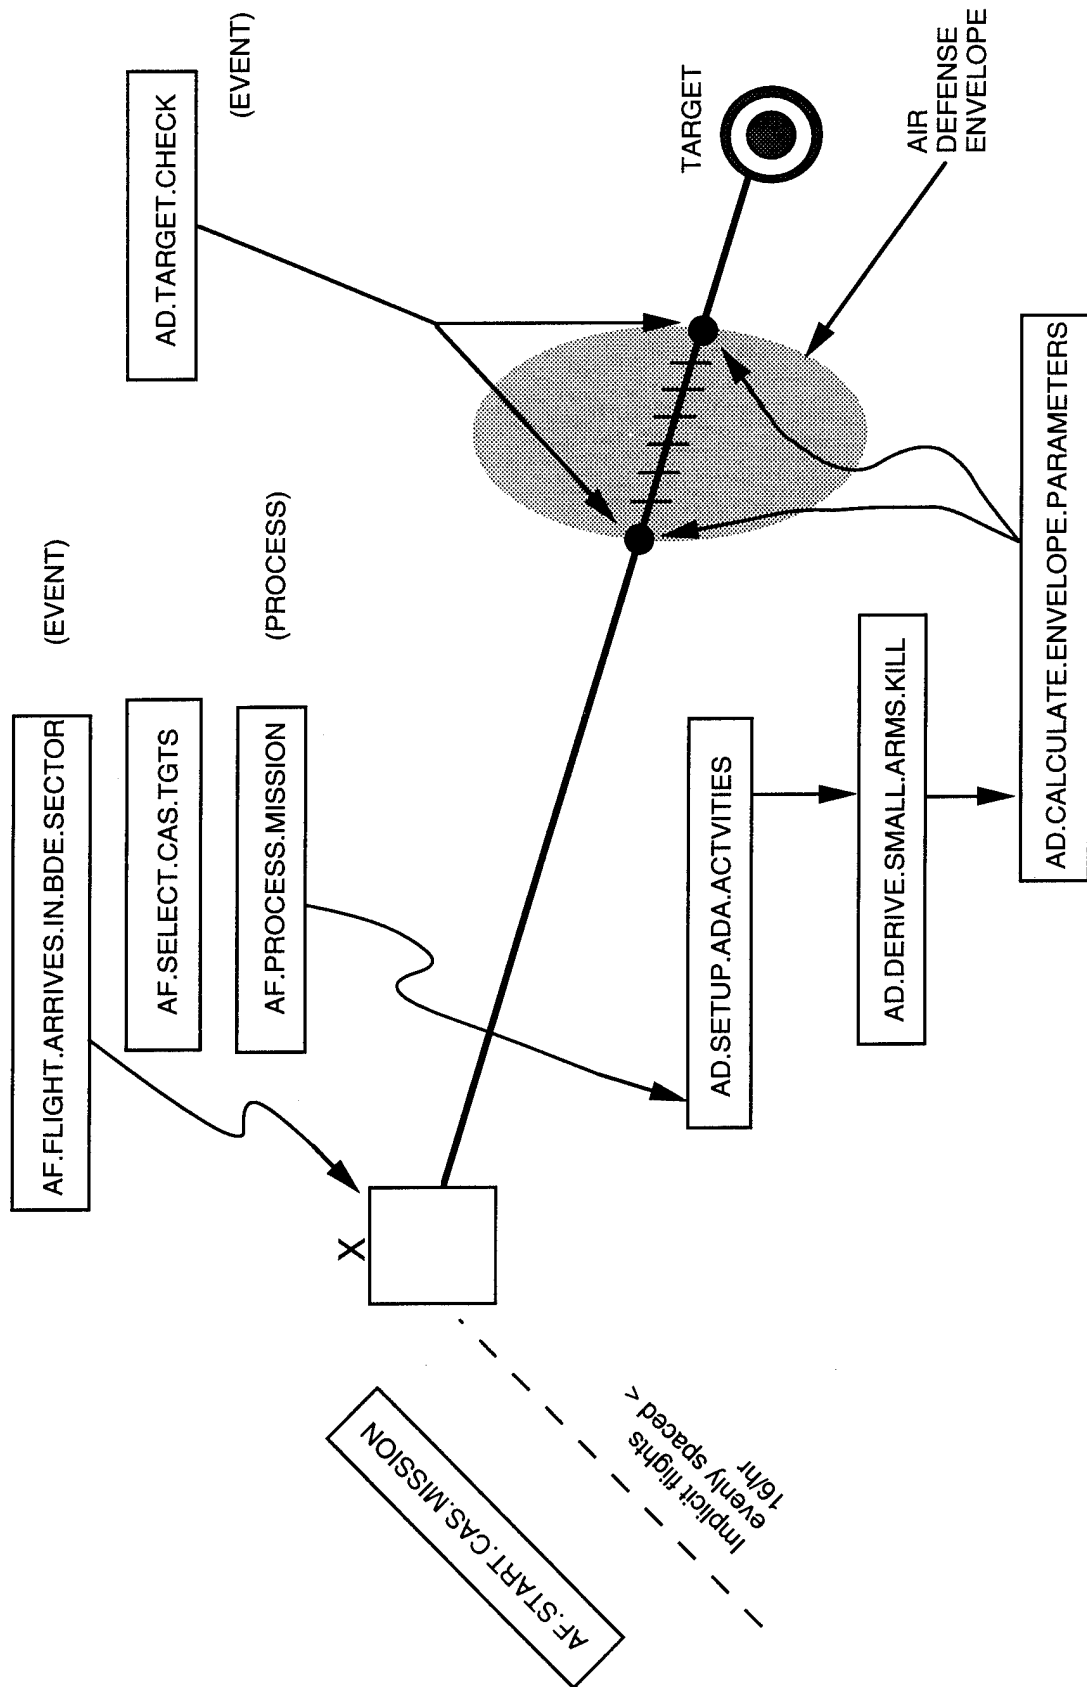 AF.FLIGHT.ARRIVES.IN.BDE.SECTOR
(EVENT)
AF.SELECT.CAS.TGTS
AF.PROCESS.MISSION
(PROCESS)
AD.TARGET.CHECK
(EVENT)
X
AF.START.CAS.MISSION
Implicit flights
evenly spaced <
16/hr
TARGET
AIR
DEFENSE
ENVELOPE
AD.SETUP.ADA.ACTVITIES
AD.DERIVE.SMALL.ARMS.KILL
AD.CALCULATE.ENVELOPE.PARAMETERS